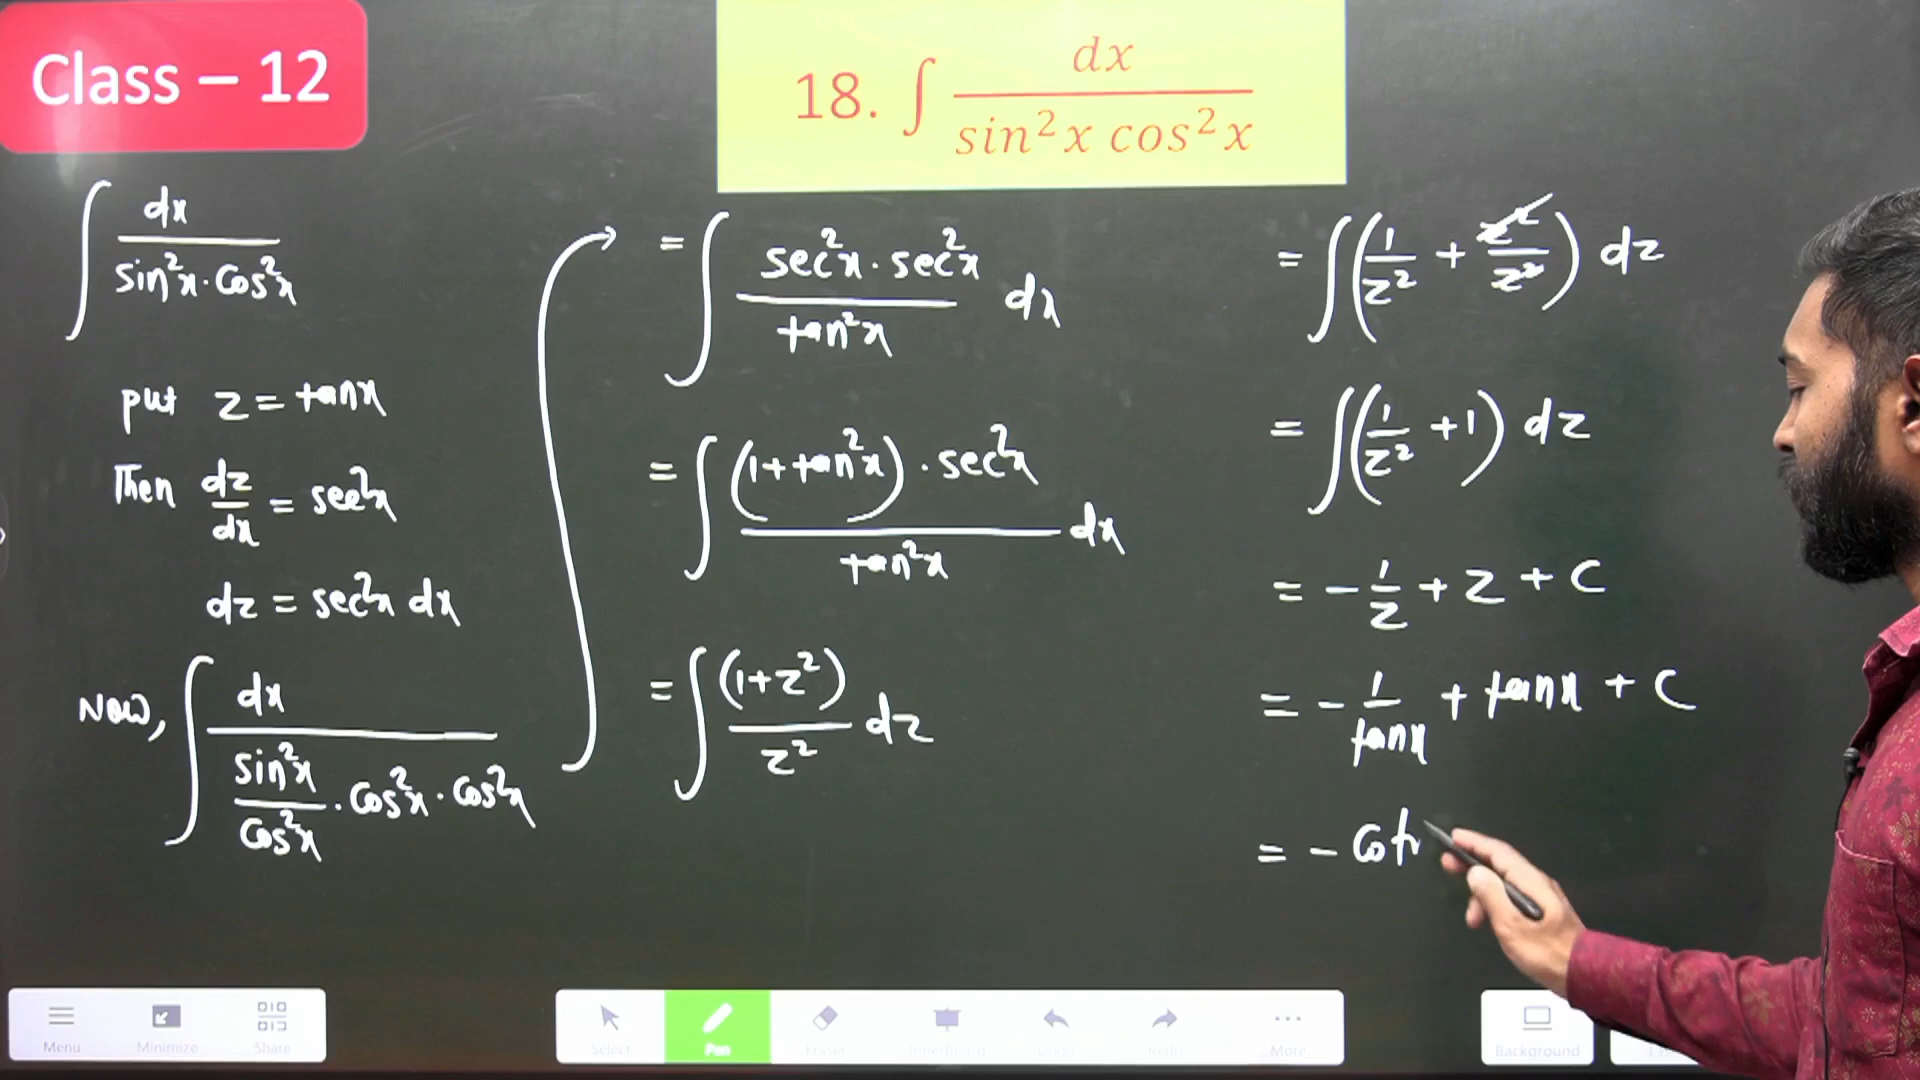 Class – 12
18. ∫ dx / sin²x cos²x
∫ dx / sin²x · cos²x
put z = tanx
Then dz/dx = sec²x
dz = sec²x dx
Now, ∫ dx / (sin²x/cos²x · cos²x · cos²x)
= ∫ sec²x · sec²x / tan²x dx
= ∫ (1+tan²x) · sec²x / tan²x dx
= ∫ (1+z²) / z² dz
= ∫ (1/z² + z²/z²) dz
= ∫ (1/z² + 1) dz
= - 1/z + z + c
= - 1/tanx + tanx + c
= - cot
Menu
Minimize
Share
Select
Pen
Eraser
Undo
Redo
More
Background